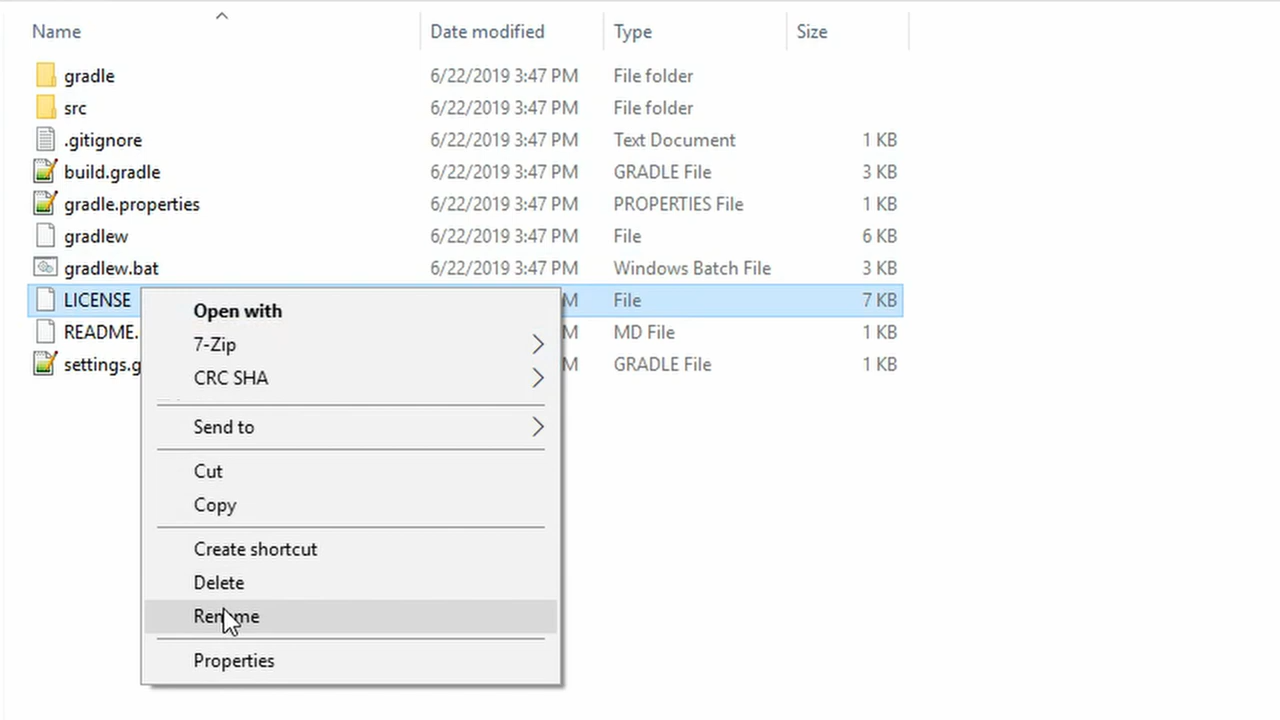 Name Date modified Type Size
gradle 6/22/2019 3:47 PM File folder
src 6/22/2019 3:47 PM File folder
.gitignore 6/22/2019 3:47 PM Text Document 1 KB
build.gradle 6/22/2019 3:47 PM GRADLE File 3 KB
gradle.properties 6/22/2019 3:47 PM PROPERTIES File 1 KB
gradlew 6/22/2019 3:47 PM File 6 KB
gradlew.bat 6/22/2019 3:47 PM Windows Batch File 3 KB
LICENSE M File 7 KB
README. M MD File 1 KB
settings.g M GRADLE File 1 KB
Open with
7-Zip
CRC SHA
Send to
Cut
Copy
Create shortcut
Delete
Rename
Properties